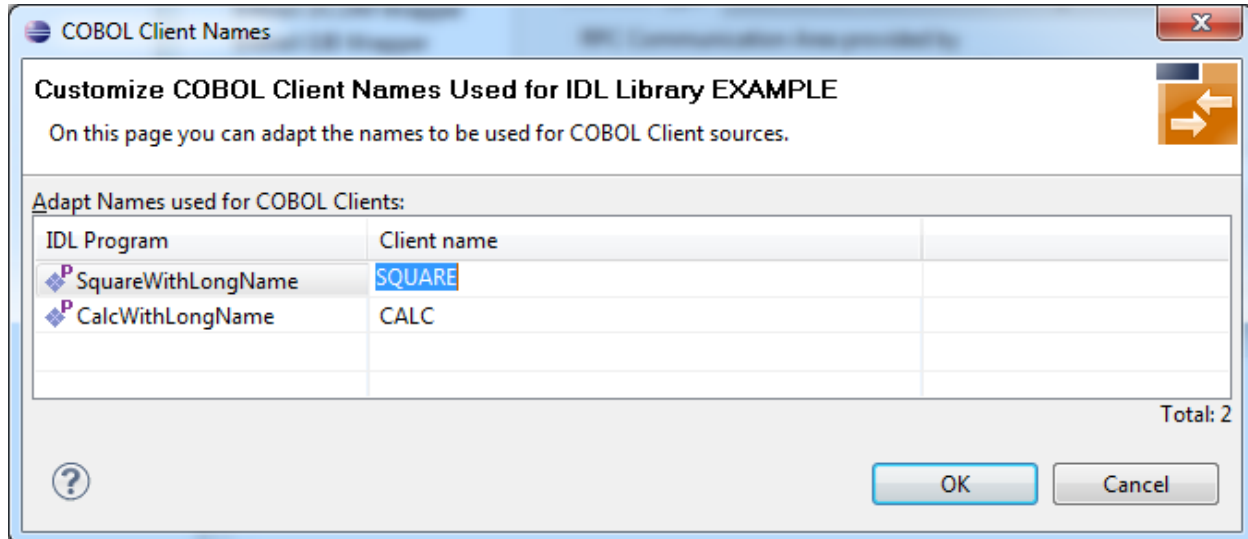 COBOL Client Names
Customize COBOL Client Names Used for IDL Library EXAMPLE
On this page you can adapt the names to be used for COBOL Client sources.
Adapt Names used for COBOL Clients:
IDL Program Client name
P SquareWithLongName SQUARE
P CalcWithLongName CALC
Total: 2
? OK Cancel